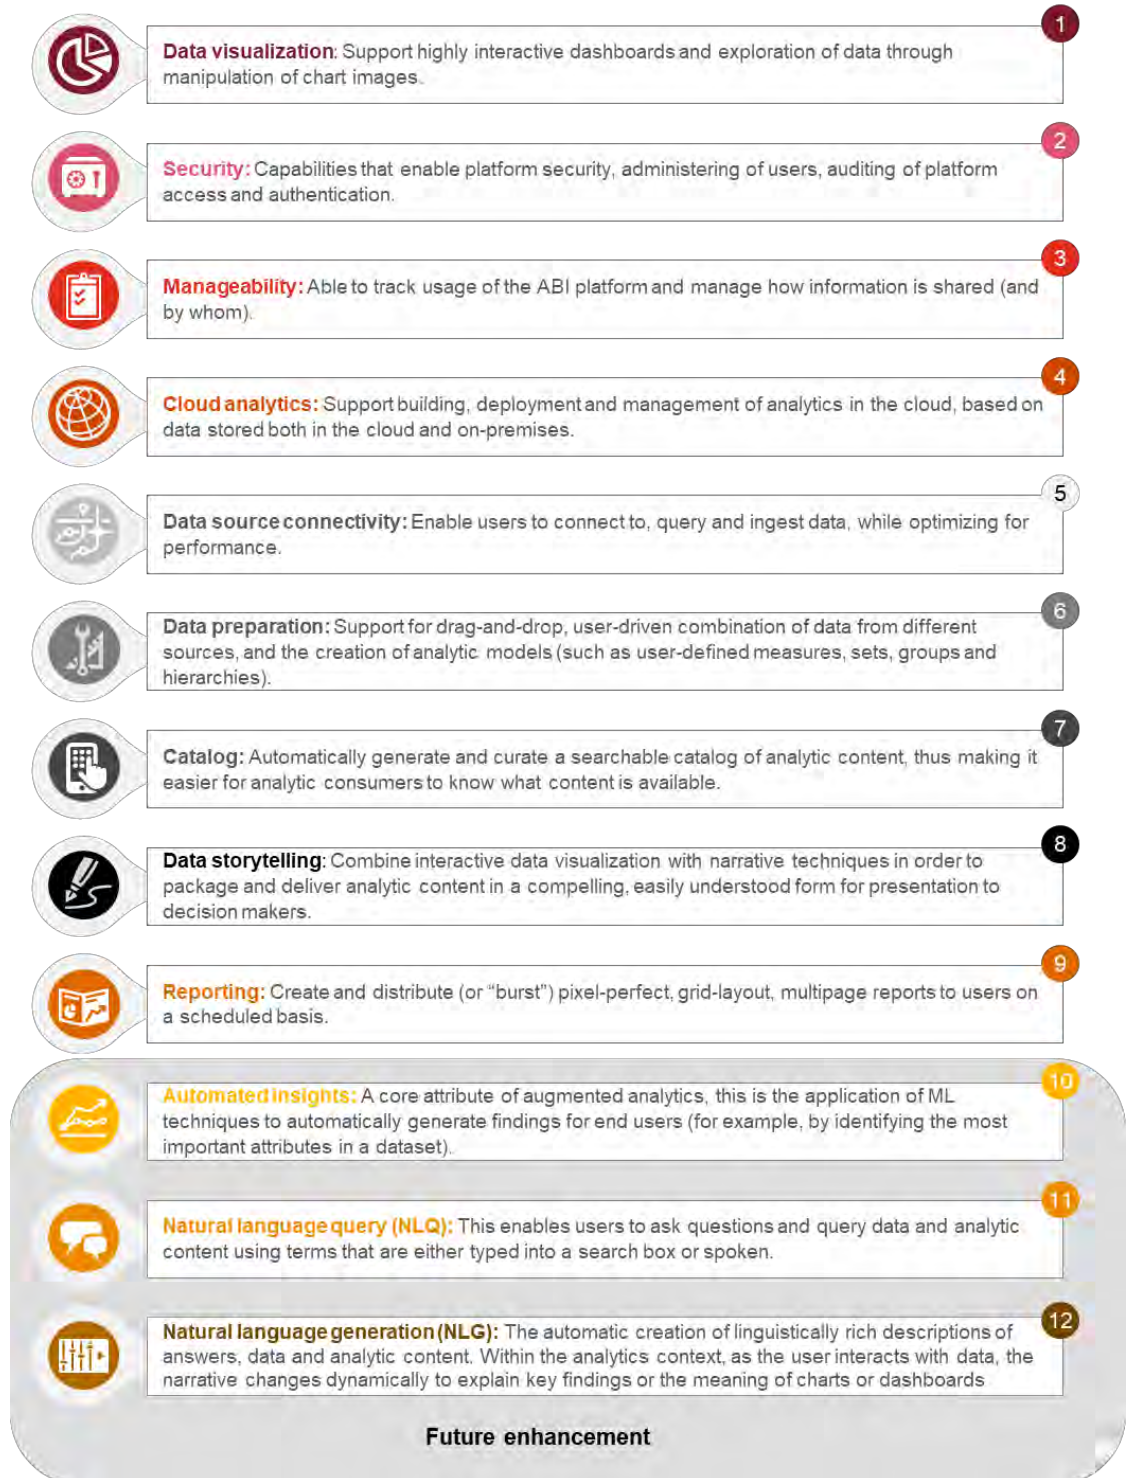 1
Data visualization: Support highly interactive dashboards and exploration of data through
manipulation of chart images.
2
Security: Capabilities that enable platform security, administering of users, auditing of platform
access and authentication.
3
Manageability: Able to track usage of the ABI platform and manage how information is shared (and
by whom).
4
Cloud analytics: Support building, deployment and management of analytics in the cloud, based on
data stored both in the cloud and on-premises.
5
Data source connectivity: Enable users to connect to, query and ingest data, while optimizing for
performance.
6
Data preparation: Support for drag-and-drop, user-driven combination of data from different
sources, and the creation of analytic models (such as user-defined measures, sets, groups and
hierarchies).
7
Catalog: Automatically generate and curate a searchable catalog of analytic content, thus making it
easier for analytic consumers to know what content is available.
8
Data storytelling: Combine interactive data visualization with narrative techniques in order to
package and deliver analytic content in a compelling, easily understood form for presentation to
decision makers.
9
Reporting: Create and distribute (or “burst”) pixel-perfect, grid-layout, multipage reports to users on
a scheduled basis.
10
Automated insights: A core attribute of augmented analytics, this is the application of ML
techniques to automatically generate findings for end users (for example, by identifying the most
important attributes in a dataset).
11
Natural language query (NLQ): This enables users to ask questions and query data and analytic
content using terms that are either typed into a search box or spoken.
12
Natural language generation (NLG): The automatic creation of linguistically rich descriptions of
answers, data and analytic content. Within the analytics context, as the user interacts with data, the
narrative changes dynamically to explain key findings or the meaning of charts or dashboards
Future enhancement